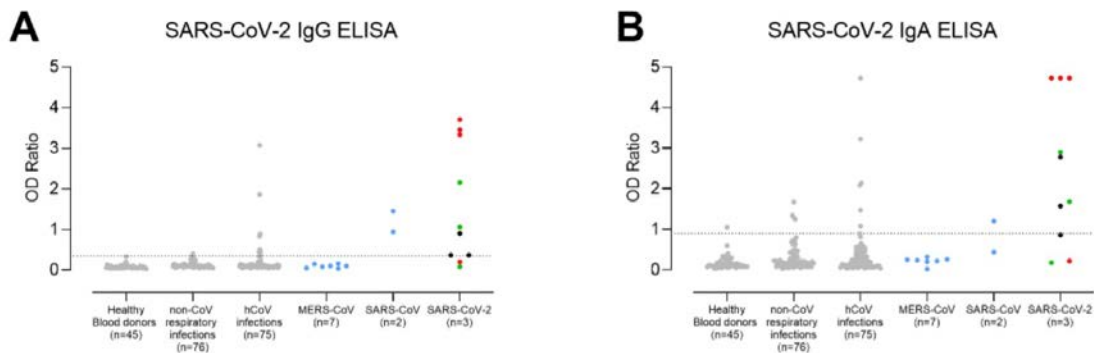 A
SARS-CoV-2 IgG ELISA
OD Ratio
5
4
3
2
1
0
Healthy
Blood donors
(n=45)
non-CoV
respiratory
infections
(n=76)
hCoV
infections
(n=75)
MERS-CoV
(n=7)
SARS-CoV
(n=2)
SARS-CoV-2
(n=3)
B
SARS-CoV-2 IgA ELISA
OD Ratio
5
4
3
2
1
0
Healthy
Blood donors
(n=45)
non-CoV
respiratory
infections
(n=76)
hCoV
infections
(n=75)
MERS-CoV
(n=7)
SARS-CoV
(n=2)
SARS-CoV-2
(n=3)